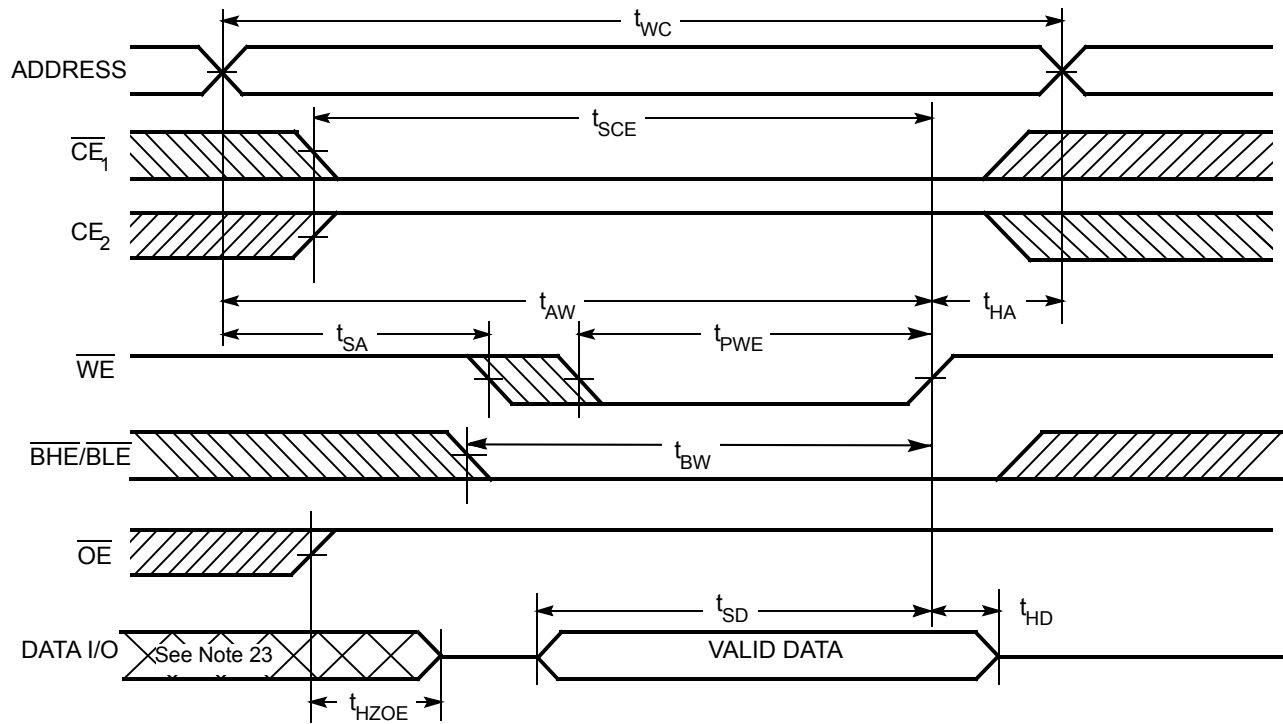 tWC
ADDRESS
tSCE
CE1
CE2
tAW
tHA
tSA
tPWE
WE
BHE/BLE
tBW
OE
tSD
tHD
DATA I/O
See Note 23
VALID DATA
tHZOE